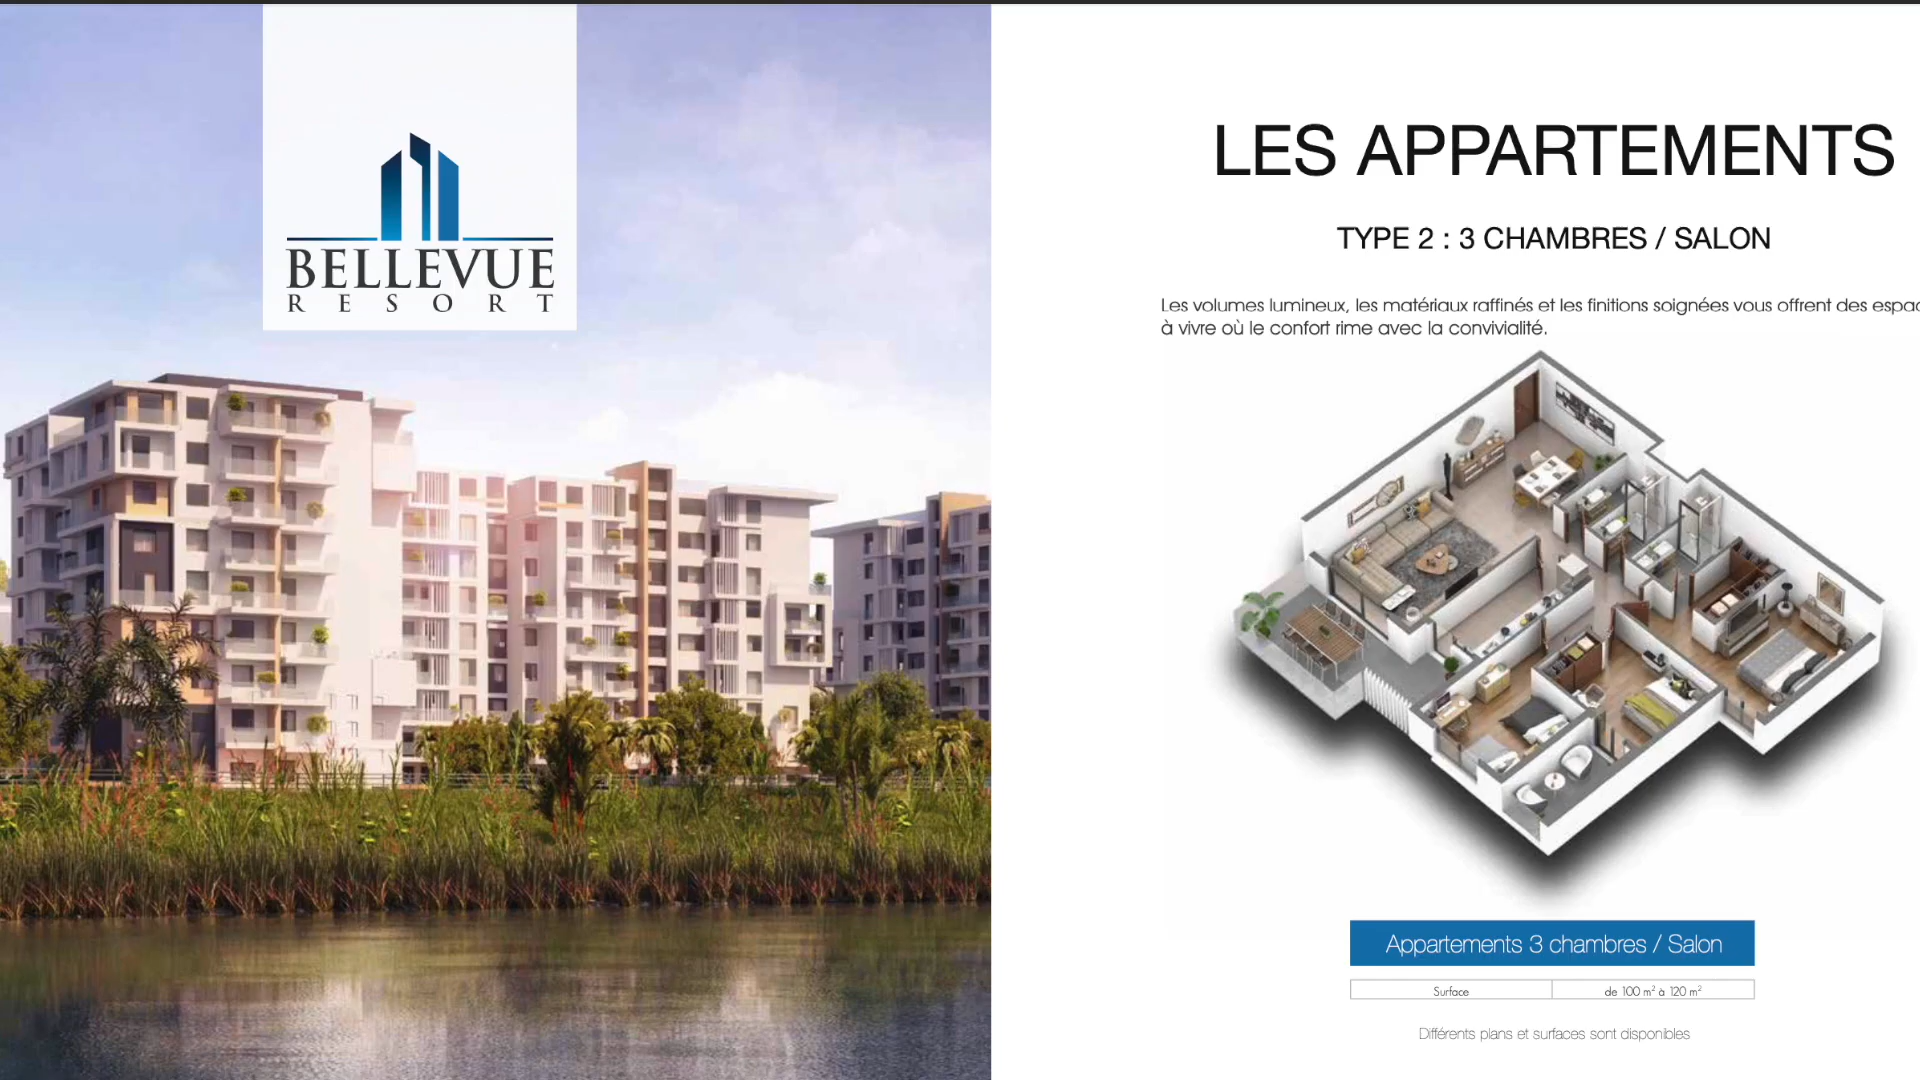 BELLEVUE
RESORT
LES APPARTEMENTS
TYPE 2 : 3 CHAMBRES / SALON
Les volumes lumineux, les matériaux raffinés et les finitions soignées vous offrent des
à vivre où le confort rime avec la convivialité.
Appartements 3 chambres / Salon
Surface de 100 m² à 120 m²
Différents plans et surfaces sont disponibles